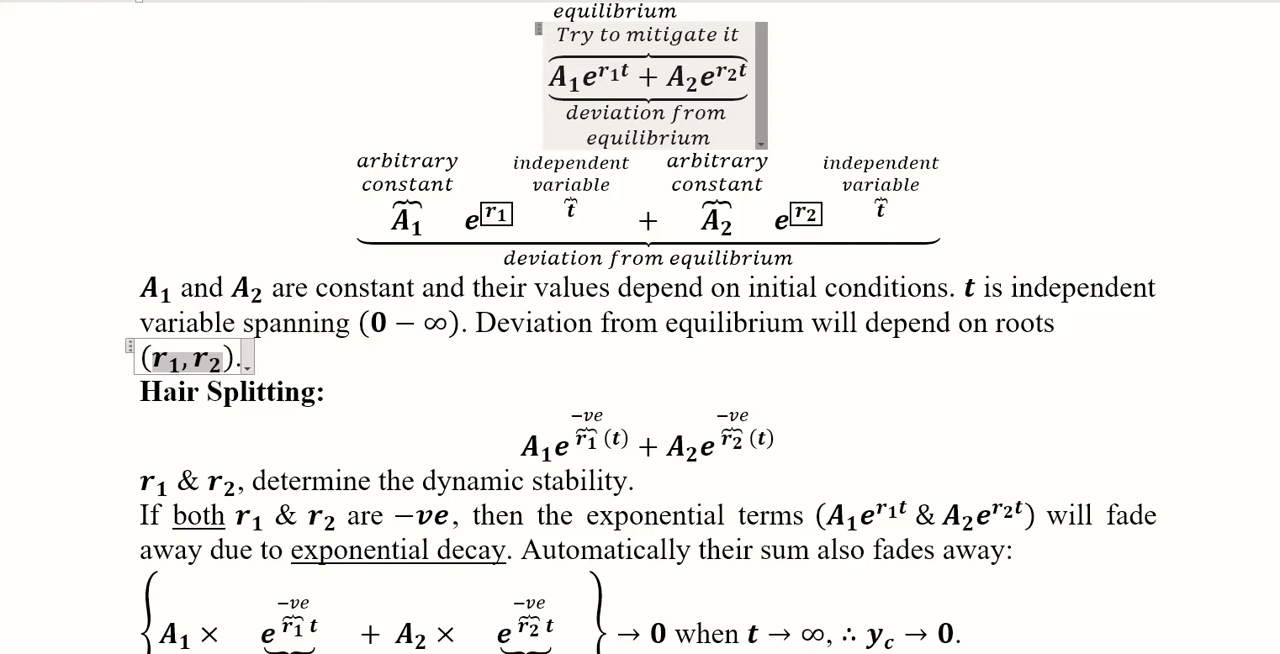 equilibrium
Try to mitigate it
A₁e^{r₁t} + A₂e^{r₂t}
deviation from
equilibrium
arbitrary independent arbitrary independent
constant variable constant variable
A₁ e^{r₁} t + A₂ e^{r₂} t
deviation from equilibrium
A₁ and A₂ are constant and their values depend on initial conditions. t is independent
variable spanning (0 − ∞). Deviation from equilibrium will depend on roots
(r₁, r₂).
Hair Splitting:
−ve −ve
A₁e^{r₁(t)} + A₂e^{r₂(t)}
r₁ & r₂, determine the dynamic stability.
If both r₁ & r₂ are −ve, then the exponential terms (A₁e^{r₁t} & A₂e^{r₂t}) will fade
away due to exponential decay. Automatically their sum also fades away:
−ve −ve
{A₁ × e^{r₁t} + A₂ × e^{r₂t}} → 0 when t → ∞, ∴ y_c → 0.